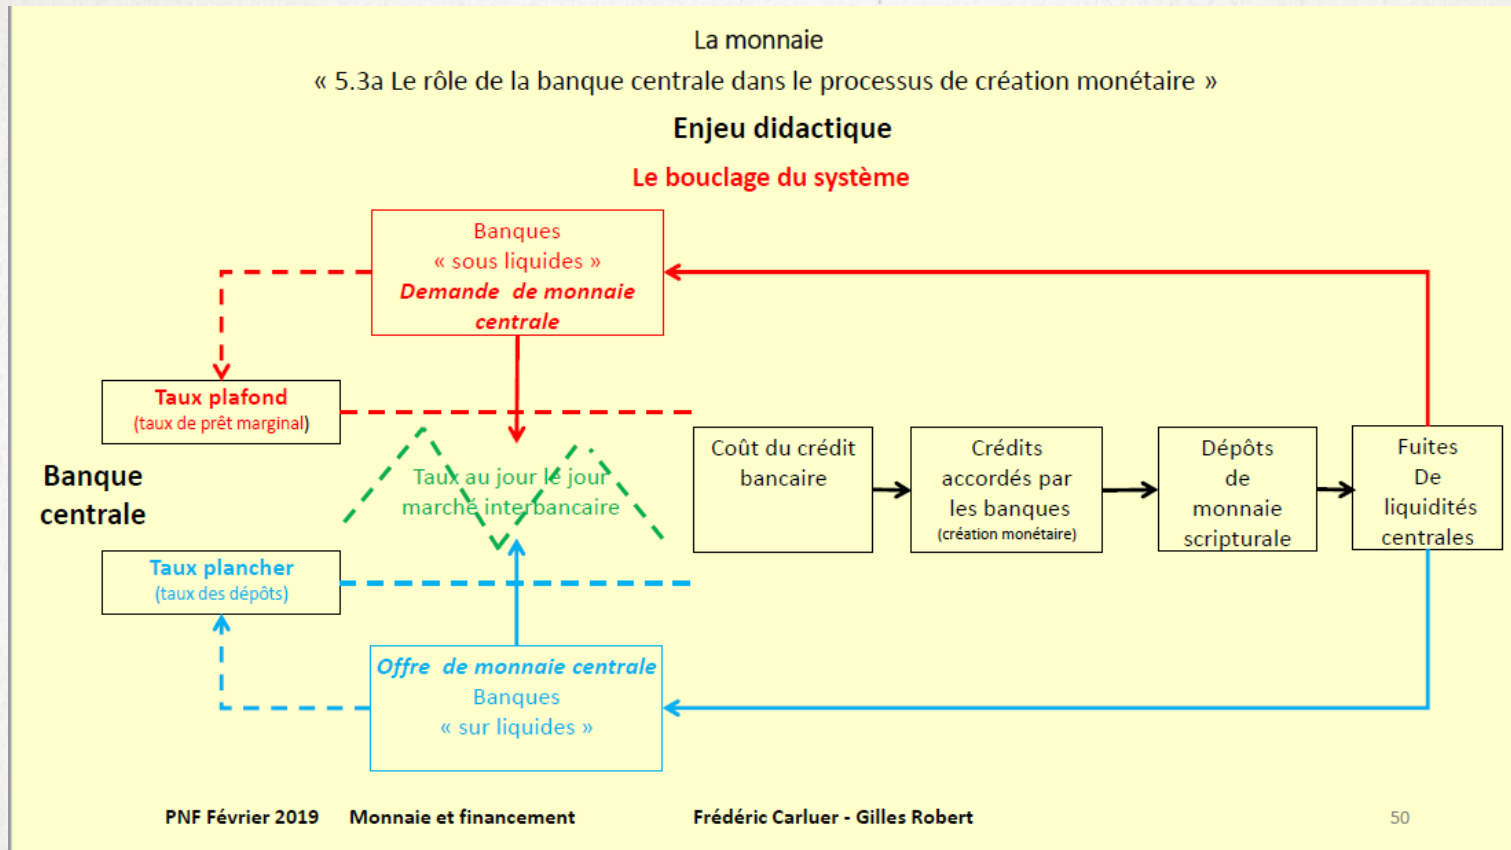 La monnaie
« 5.3a Le rôle de la banque centrale dans le processus de création monétaire »
Enjeu didactique
Le bouclage du système
Banques
« sous liquides »
Demande de monnaie
centrale
Taux plafond
(taux de prêt marginal)
Banque
centrale
Taux au jour le jour
marché interbancaire
Coût du crédit
bancaire
Crédits
accordés par
les banques
(création monétaire)
Dépôts
de
monnaie
scripturale
Fuites
De
liquidités
centrales
Taux plancher
(taux des dépôts)
Offre de monnaie centrale
Banques
« sur liquides »
PNF Février 2019 Monnaie et financement Frédéric Carluer - Gilles Robert 50